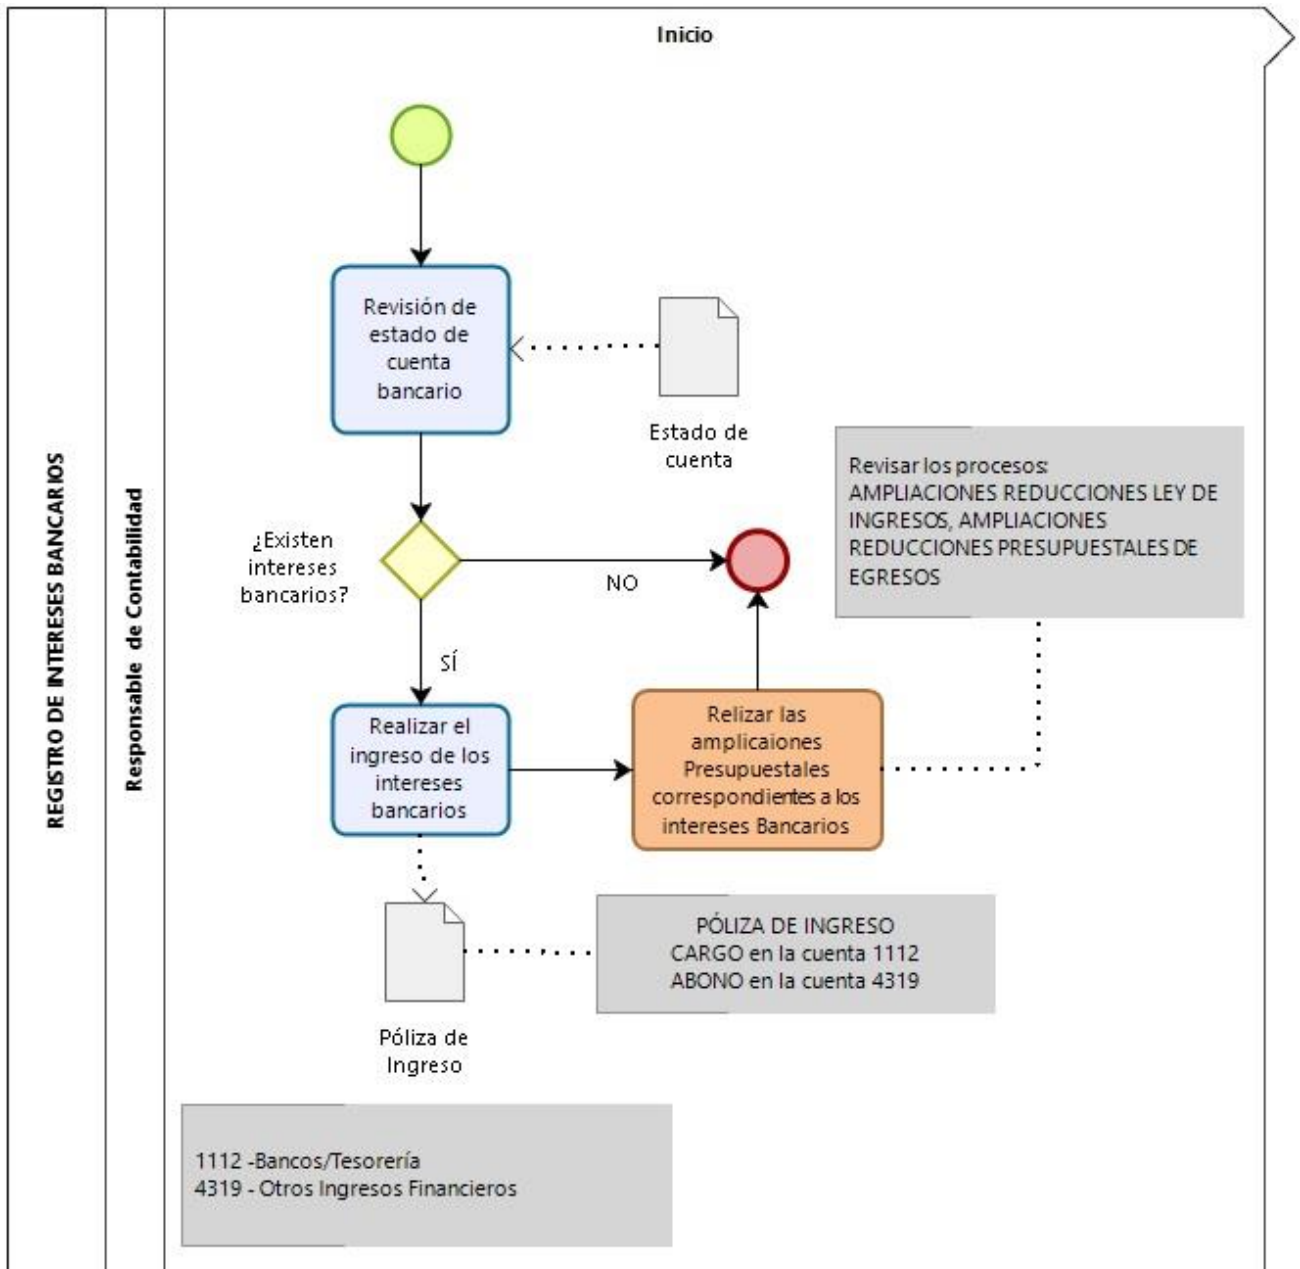 Inicio
REGISTRO DE INTERESES BANCARIOS
Responsable de Contabilidad
Revisión de
estado de
cuenta
bancario
Estado de
cuenta
Revisar los procesos:
AMPLIACIONES REDUCCIONES LEY DE
INGRESOS, AMPLIACIONES
REDUCCIONES PRESUPUESTALES DE
EGRESOS
¿Existen
intereses
bancarios?
NO
SÍ
Realizar el
ingreso de los
intereses
bancarios
Relizar las
amplicaiones
Presupuestales
correspondientes a los
intereses Bancarios
Póliza de
Ingreso
PÓLIZA DE INGRESO
CARGO en la cuenta 1112
ABONO en la cuenta 4319
1112 -Bancos/Tesorería
4319 - Otros Ingresos Financieros